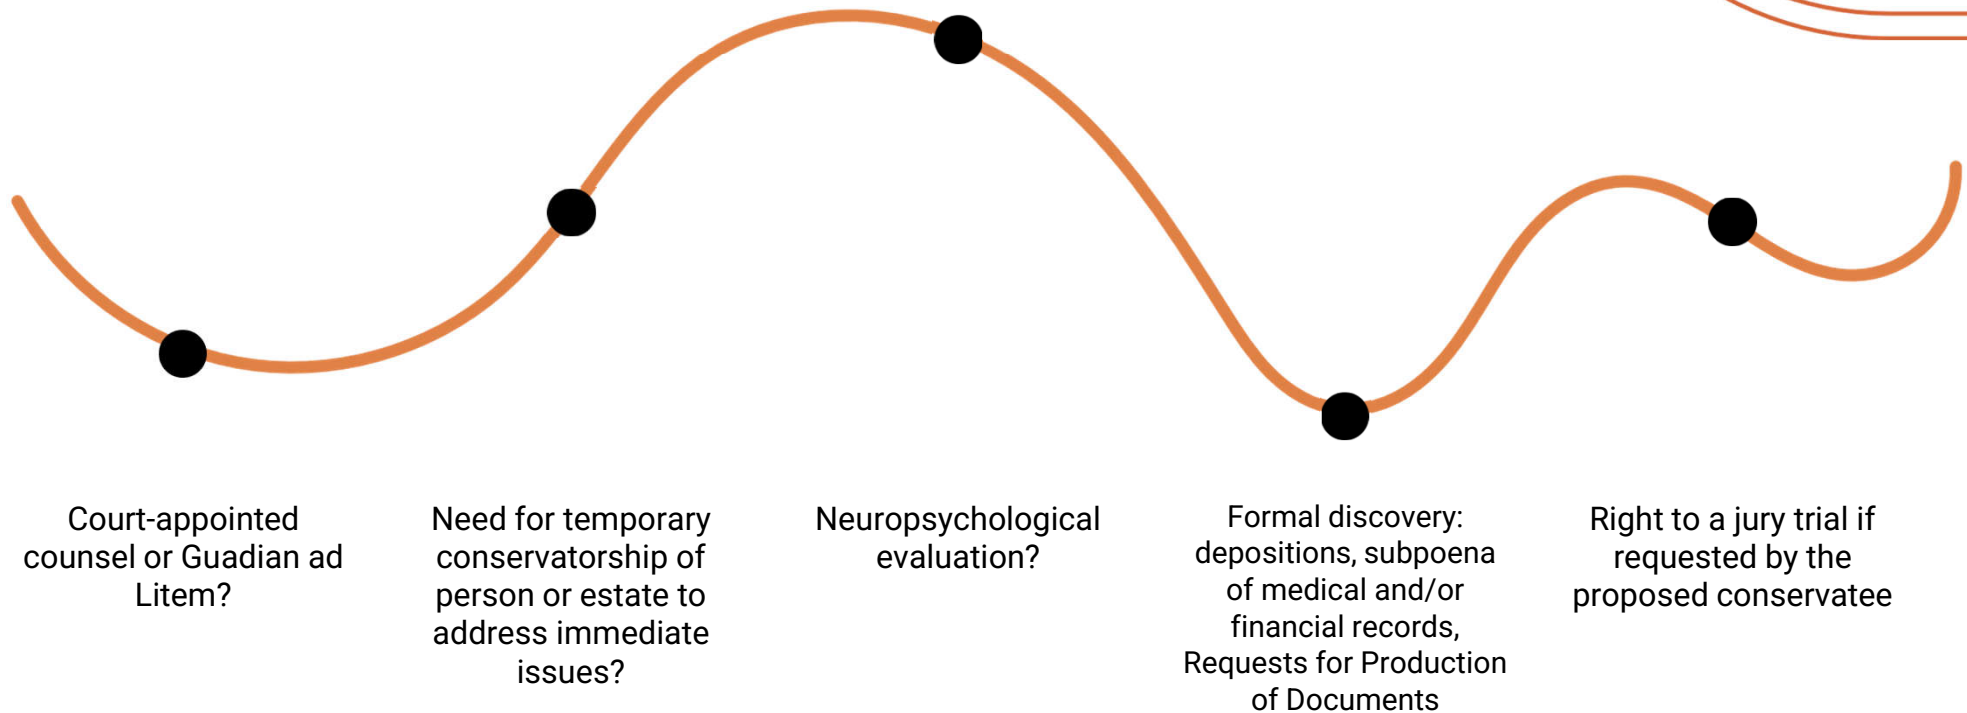 Court-appointed
counsel or Guadian ad
Litem?
Need for temporary
conservatorship of
person or estate to
address immediate
issues?
Neuropsychological
evaluation?
Formal discovery:
depositions, subpoena
of medical and/or
financial records,
Requests for Production
of Documents
Right to a jury trial if
requested by the
proposed conservatee